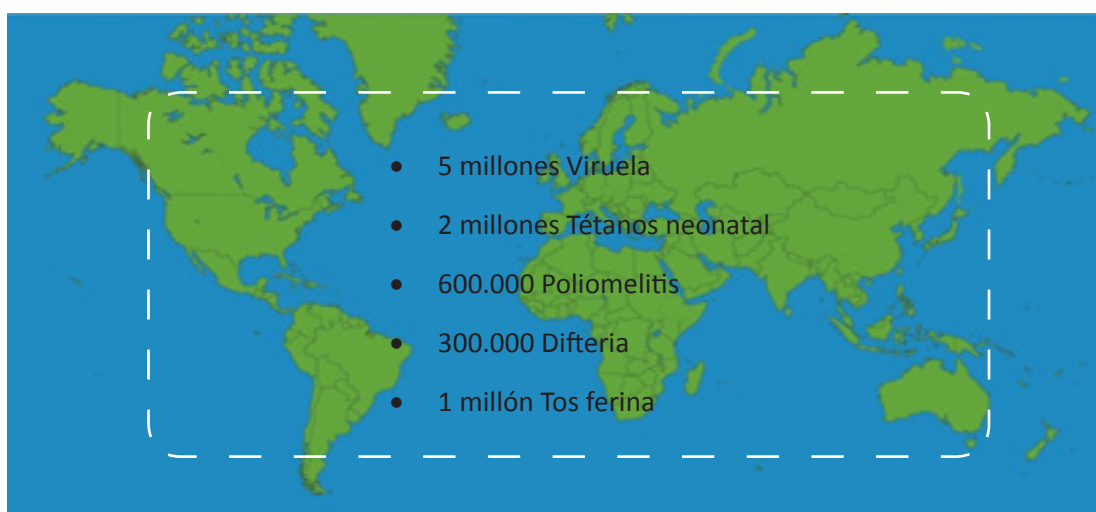 • 5 millones Viruela
• 2 millones Tétanos neonatal
• 600.000 Poliomelitis
• 300.000 Difteria
• 1 millón Tos ferina